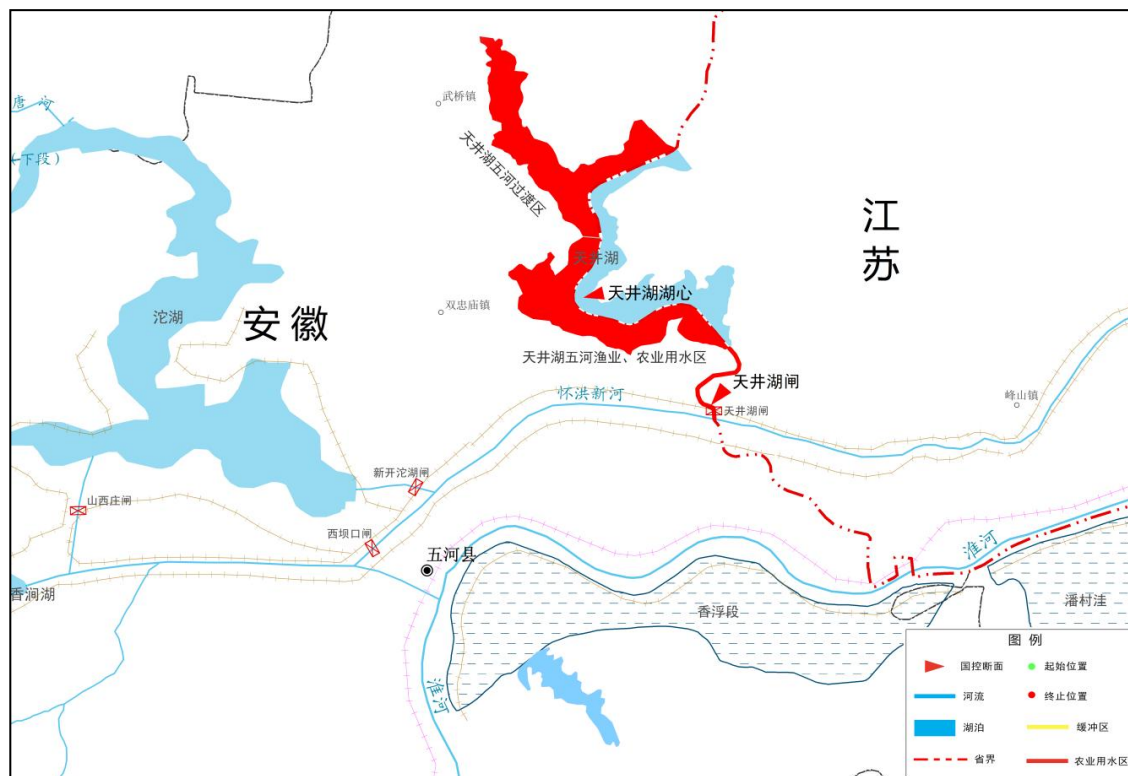 唐河
(下段)
武桥镇
天井湖五河过渡区
江苏
天井湖
天井湖湖心
沱湖
安徽
双忠庙镇
天井湖五河渔业、农业用水区
天井湖闸
怀洪新河
天井湖闸
峰山镇
新开沱湖闸
山西庄闸
西坝口闸
五河县
淮河
香涧湖
香浮段
潘村洼
淮河
图例
国控断面
起始位置
河流
终止位置
湖泊
缓冲区
省界
农业用水区